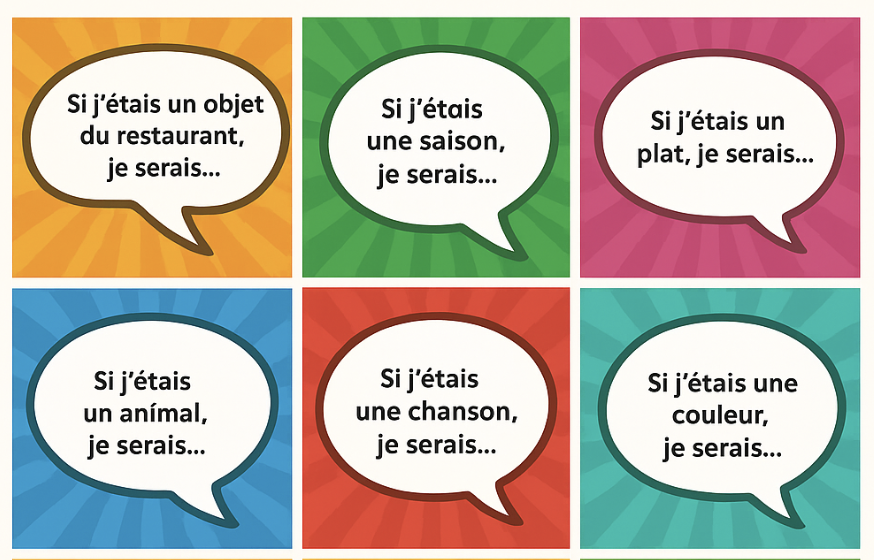 Si j'étais un objet
du restaurant,
je serais...
Si j'étais
une saison,
je serais...
Si j'étais un
plat, je serais...
Si j'étais
un anímal,
je serais...
Si j'étais
une chanson,
je serais...
Si j'étais une
couleur,
je serais...